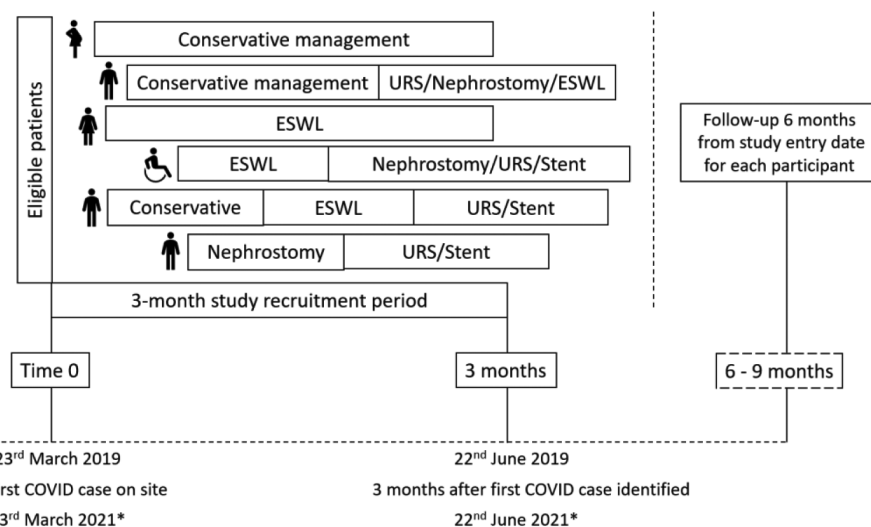 Eligible patients
Conservative management
Conservative management URS/Nephrostomy/ESWL
ESWL
ESWL Nephrostomy/URS/Stent
Conservative ESWL URS/Stent
Nephrostomy URS/Stent
3-month study recruitment period
Follow-up 6 months
from study entry date
for each participant
Time 0 3 months 6 - 9 months
23rd March 2019 22nd June 2019
rst COVID case on site 3 months after first COVID case identified
3rd March 2021* 22nd June 2021*